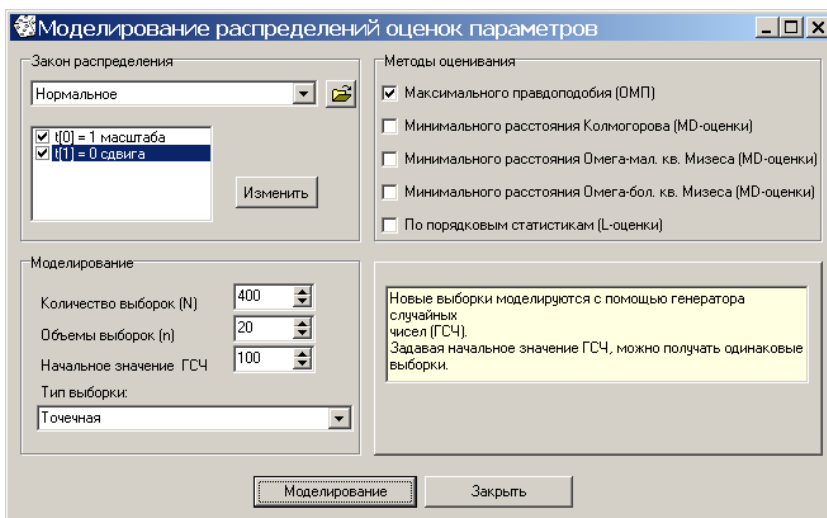 Моделирование распределений оценок параметров
Закон распределения
Нормальное
t[0] = 1 масштаба
t[1] = 0 сдвига
Изменить
Методы оценивания
Максимального правдоподобия (ОМП)
Минимального расстояния Колмогорова (MD-оценки)
Минимального расстояния Омега-мал. кв. Мизеса (MD-оценки)
Минимального расстояния Омега-бол. кв. Мизеса (MD-оценки)
По порядковым статистикам (L-оценки)
Моделирование
Количество выборок (N) 400
Объемы выборок (n) 20
Начальное значение ГСЧ 100
Тип выборки:
Точечная
Новые выборки моделируются с помощью генератора
случайных
чисел (ГСЧ).
Задавая начальное значение ГСЧ, можно получать одинаковые
выборки.
Моделирование
Закрыть